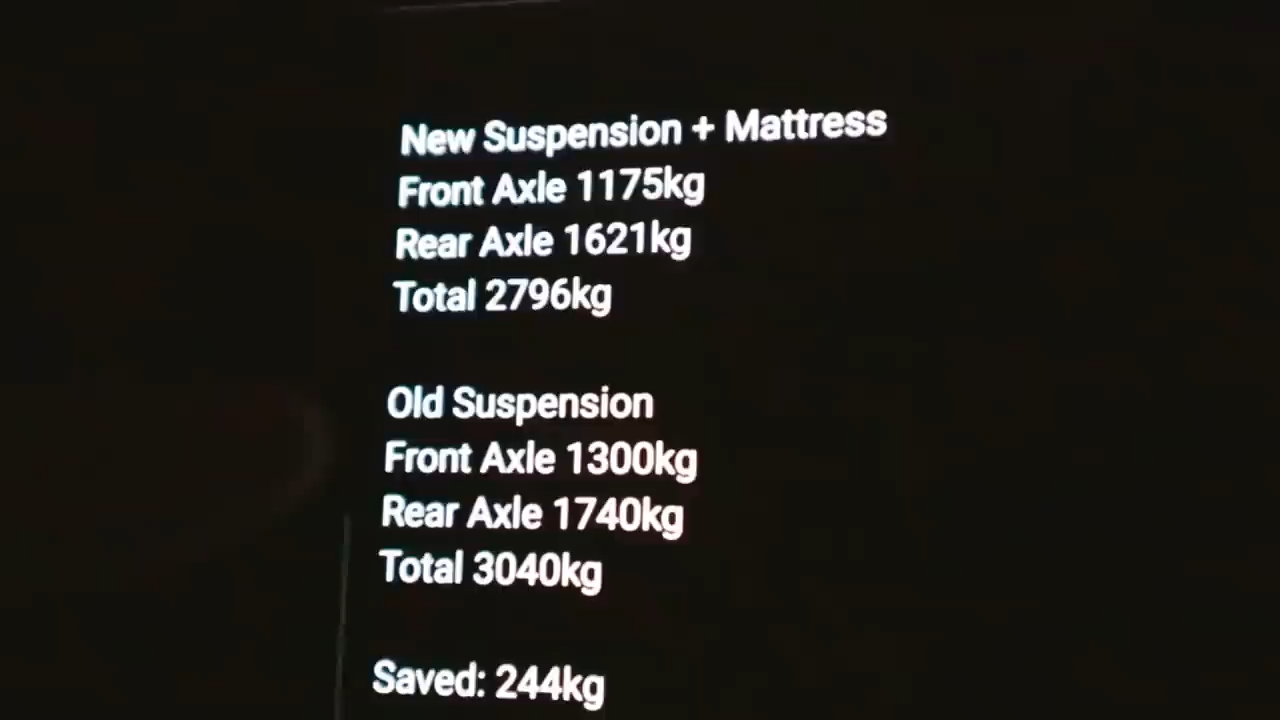 New Suspension + Mattress
Front Axle 1175kg
Rear Axle 1621kg
Total 2796kg
Old Suspension
Front Axle 1300kg
Rear Axle 1740kg
Total 3040kg
Saved: 244kg